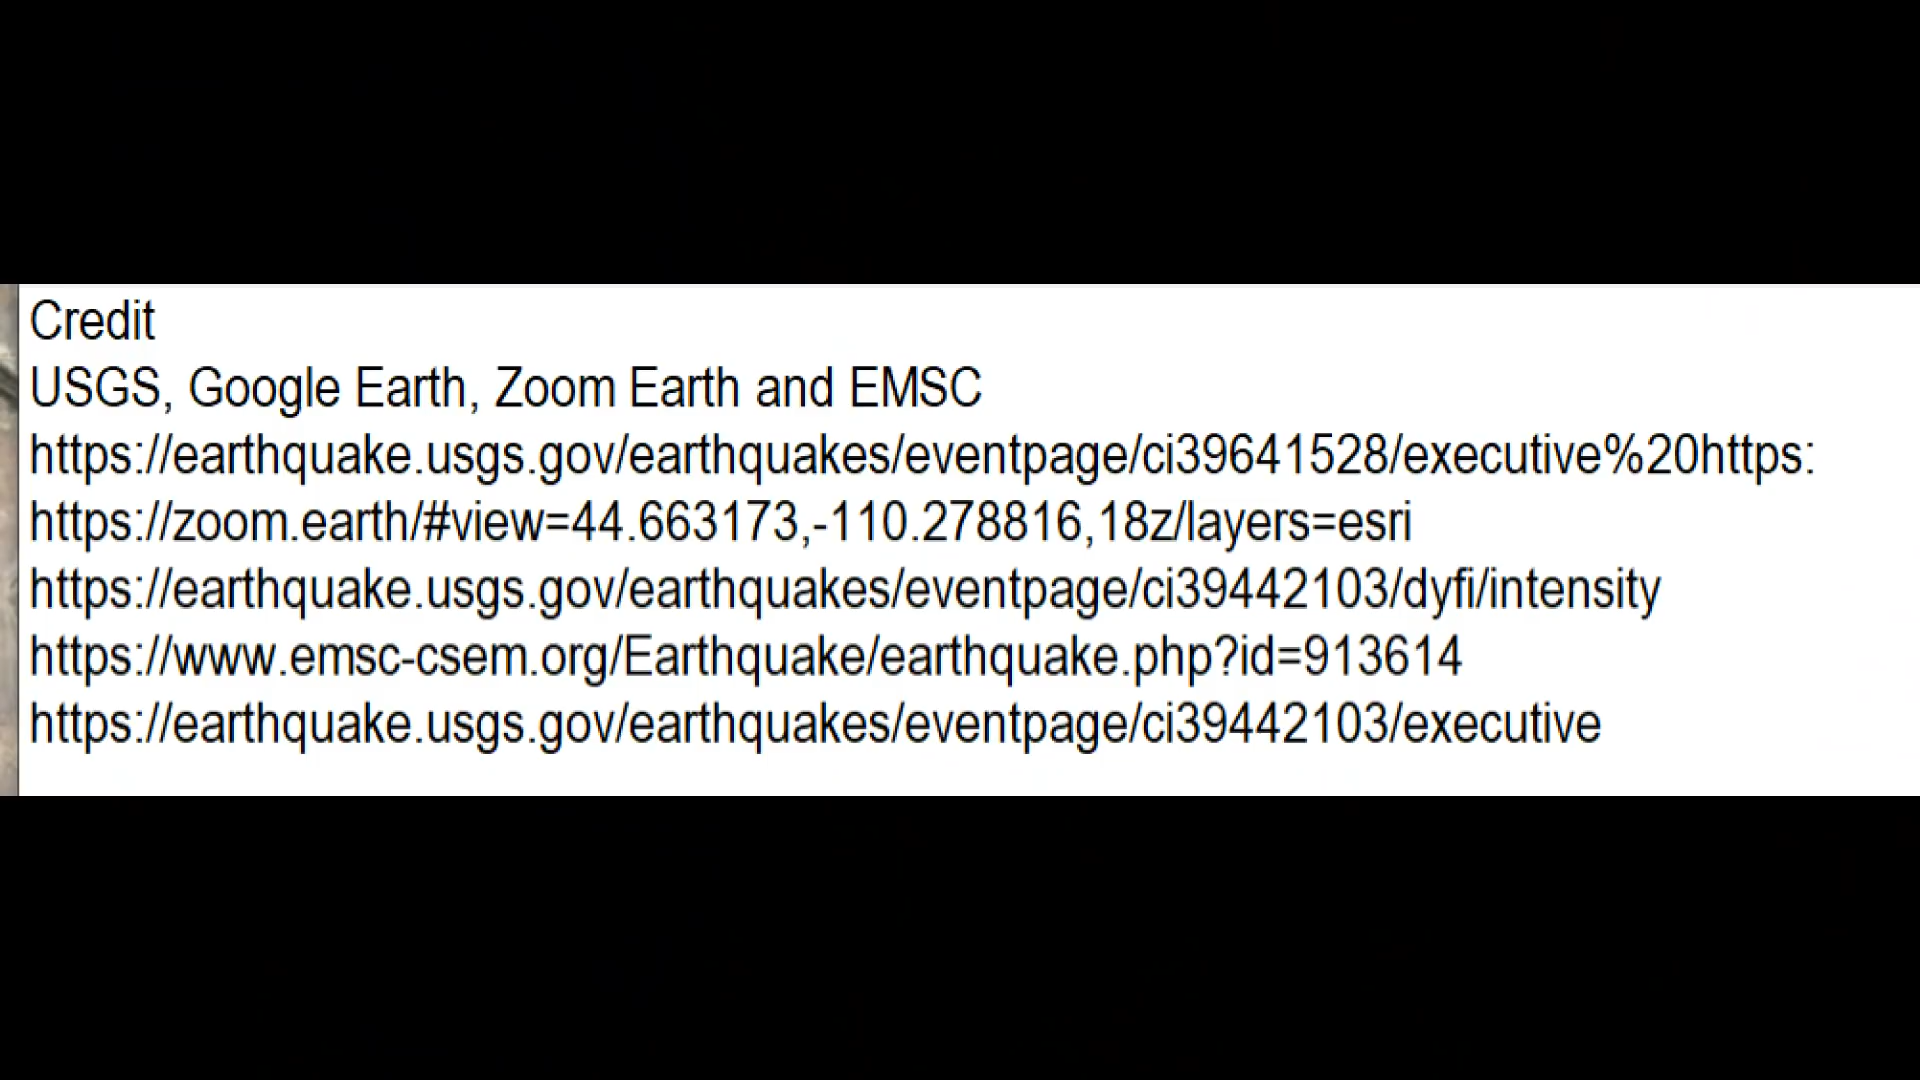 Credit
USGS, Google Earth, Zoom Earth and EMSC
https://earthquake.usgs.gov/earthquakes/eventpage/ci39641528/executive%20https:
https://zoom.earth/#view=44.663173,-110.278816,18z/layers=esri
https://earthquake.usgs.gov/earthquakes/eventpage/ci39442103/dyfi/intensity
https://www.emsc-csem.org/Earthquake/earthquake.php?id=913614
https://earthquake.usgs.gov/earthquakes/eventpage/ci39442103/executive